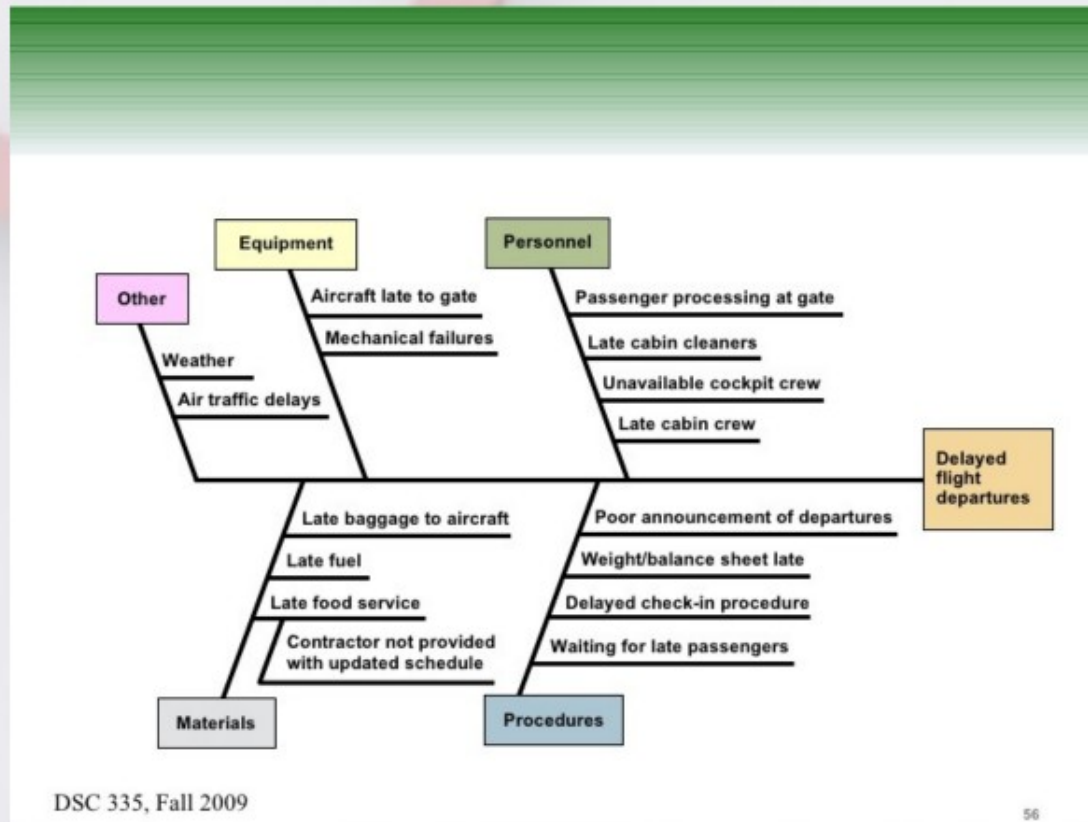 Equipment
Personnel
Other
Aircraft late to gate
Mechanical failures
Passenger processing at gate
Late cabin cleaners
Unavailable cockpit crew
Late cabin crew
Weather
Air traffic delays
Delayed
flight
departures
Late baggage to aircraft
Late fuel
Late food service
Contractor not provided
with updated schedule
Poor announcement of departures
Weight/balance sheet late
Delayed check-in procedure
Waiting for late passengers
Materials
Procedures
DSC 335, Fall 2009
56